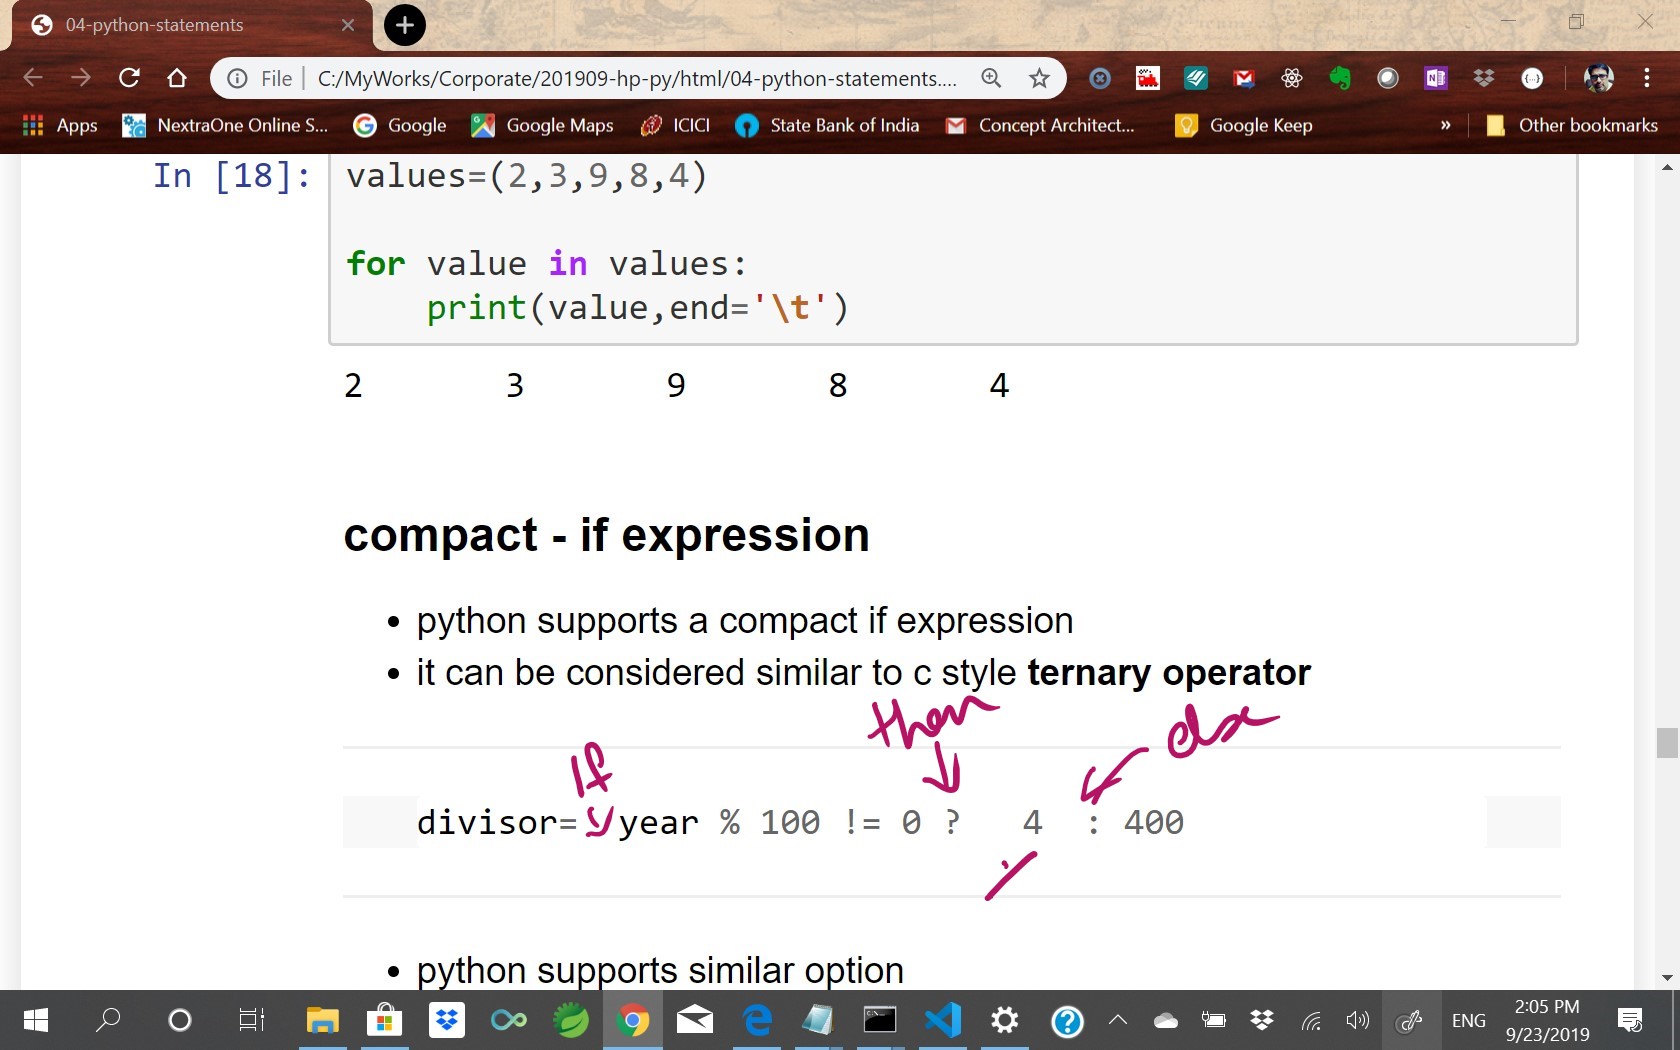 04-python-statements
File C:/MyWorks/Corporate/201909-hp-py/html/04-python-statements....
Apps NextraOne Online S... Google Google Maps ICICI State Bank of India Concept Architect... Google Keep » Other bookmarks
In [18]: values=(2,3,9,8,4)
for value in values:
print(value,end='\t')
2 3 9 8 4
compact - if expression
• python supports a compact if expression
• it can be considered similar to c style ternary operator
then else
If
divisor= year % 100 != 0 ? 4 : 400
• python supports similar option
ENG 2:05 PM
9/23/2019